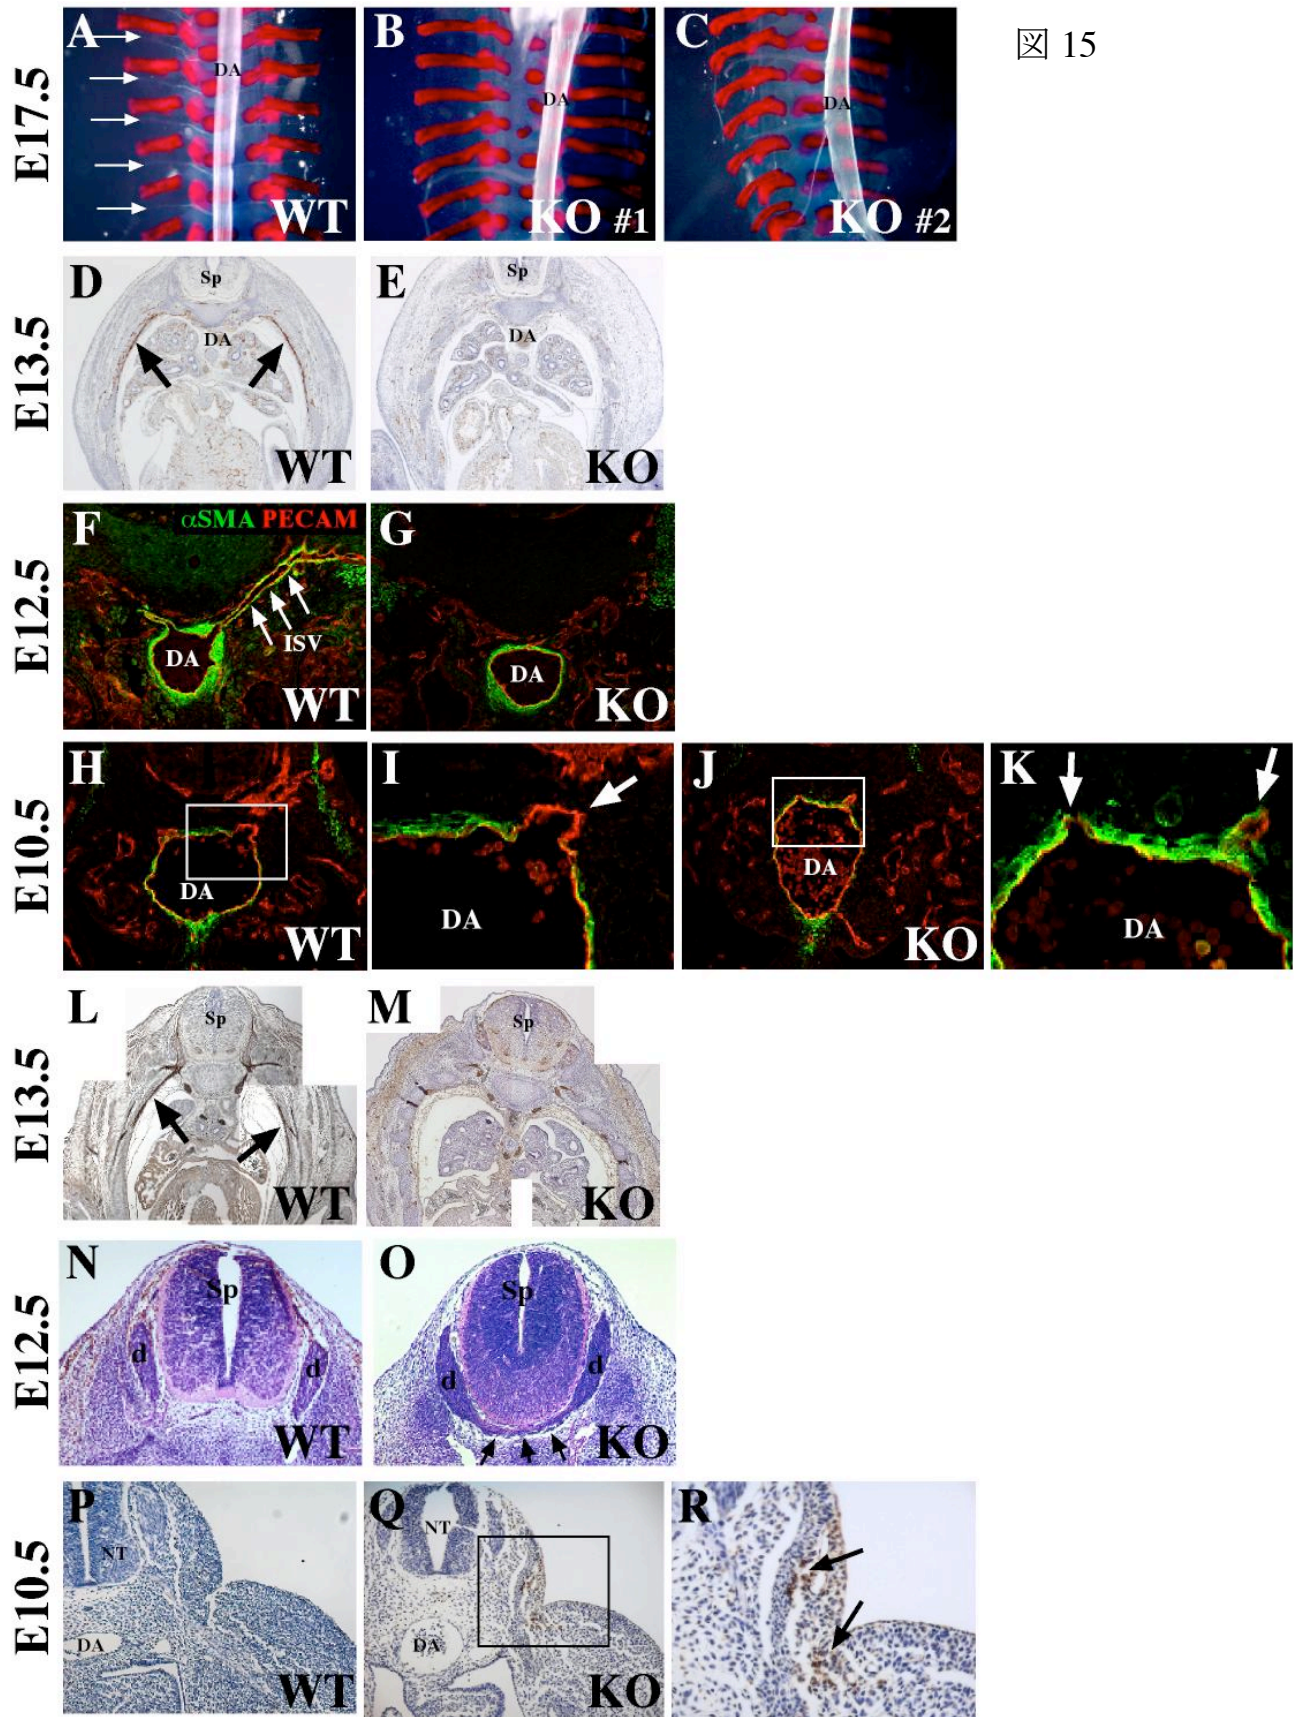 図 15
E17.5
A
DA
WT
B
DA
KO #1
C
DA
KO #2
E13.5
D
Sp
DA
WT
E
Sp
DA
KO
E12.5
F
αSMA PECAM
DA
ISV
WT
G
DA
KO
E10.5
H
DA
WT
I
DA
J
DA
KO
K
DA
E13.5
L
Sp
WT
M
Sp
KO
E12.5
N
Sp
d
d
WT
O
Sp
d
d
KO
E10.5
P
NT
DA
WT
Q
NT
DA
KO
R